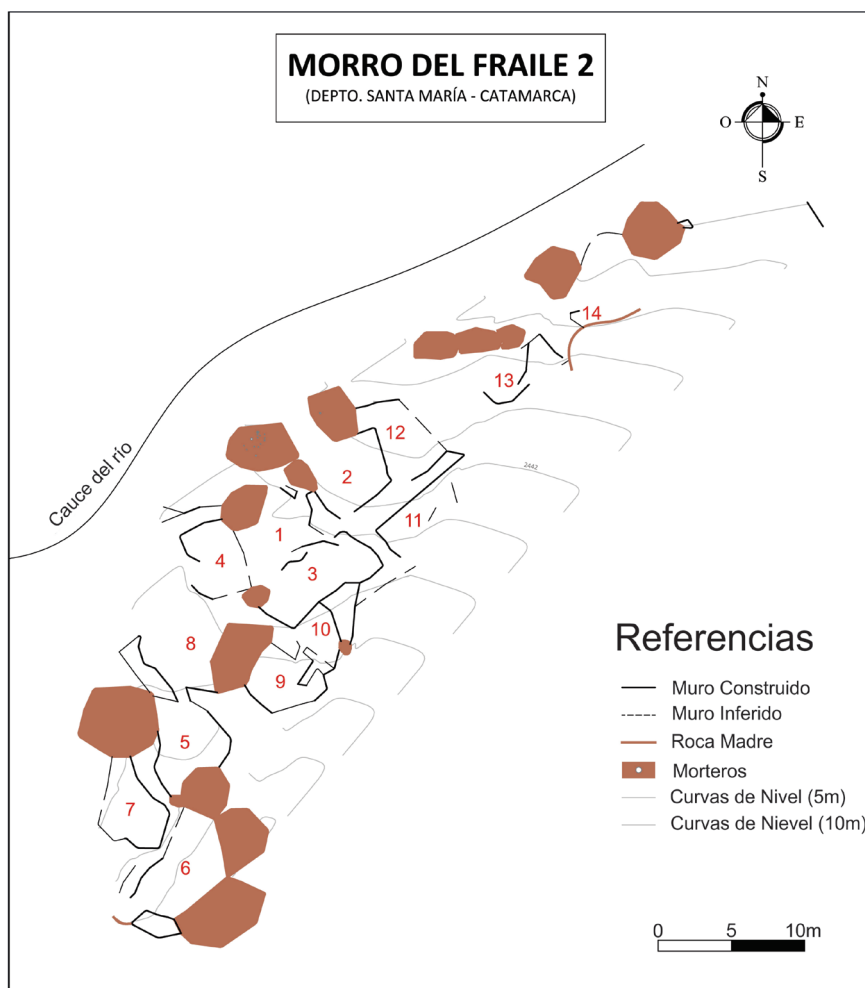 MORRO DEL FRAILE 2
(DEPTO. SANTA MARÍA - CATAMARCA)
N
O E
S
14
13
12
Cauce del río
2
2442
11
1
4
3
10
8
9
5
7
6
Referencias
Muro Construido
Muro Inferido
Roca Madre
Morteros
Curvas de Nivel (5m)
Curvas de Nievel (10m)
0 5 10m